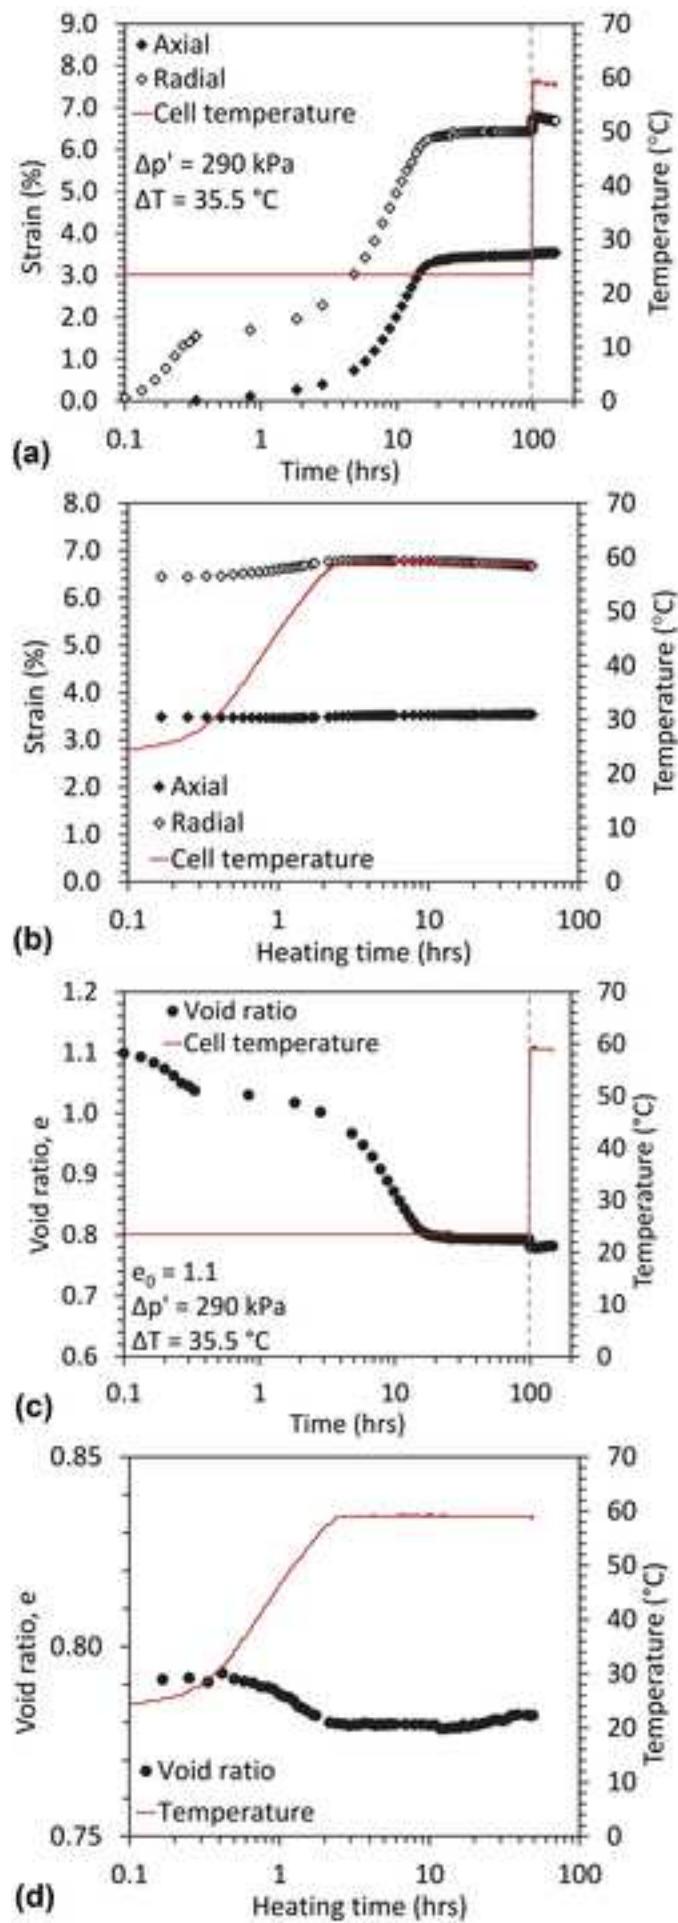 9.0
8.0
7.0
6.0
5.0
4.0
3.0
2.0
1.0
0.0
Strain (%)
Axial
Radial
Cell temperature
Δp' = 290 kPa
ΔT = 35.5 °C
70
60
50
40
30
20
10
0
Temperature (°C)
0.1 1 10 100
Time (hrs)
(a)
8.0
7.0
6.0
5.0
4.0
3.0
2.0
1.0
0.0
Strain (%)
Axial
Radial
Cell temperature
70
60
50
40
30
20
10
0
Temperature (°C)
0.1 1 10 100
Heating time (hrs)
(b)
1.2
1.1
1.0
0.9
0.8
0.7
0.6
Void ratio, e
Void ratio
Cell temperature
e₀ = 1.1
Δp' = 290 kPa
ΔT = 35.5 °C
70
60
50
40
30
20
10
0
Temperature (°C)
0.1 1 10 100
Time (hrs)
(c)
0.85
0.80
0.75
Void ratio, e
Void ratio
Temperature
70
60
50
40
30
20
10
0
Temperature (°C)
0.1 1 10 100
Heating time (hrs)
(d)